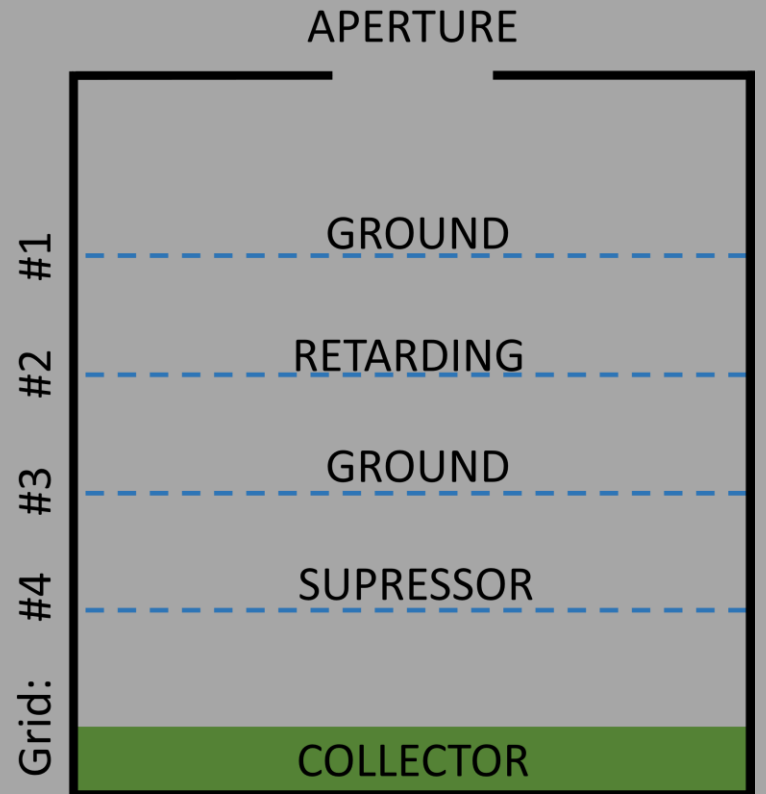 APERTURE
#1
GROUND
#2
RETARDING
#3
GROUND
#4
SUPRESSOR
Grid:
COLLECTOR